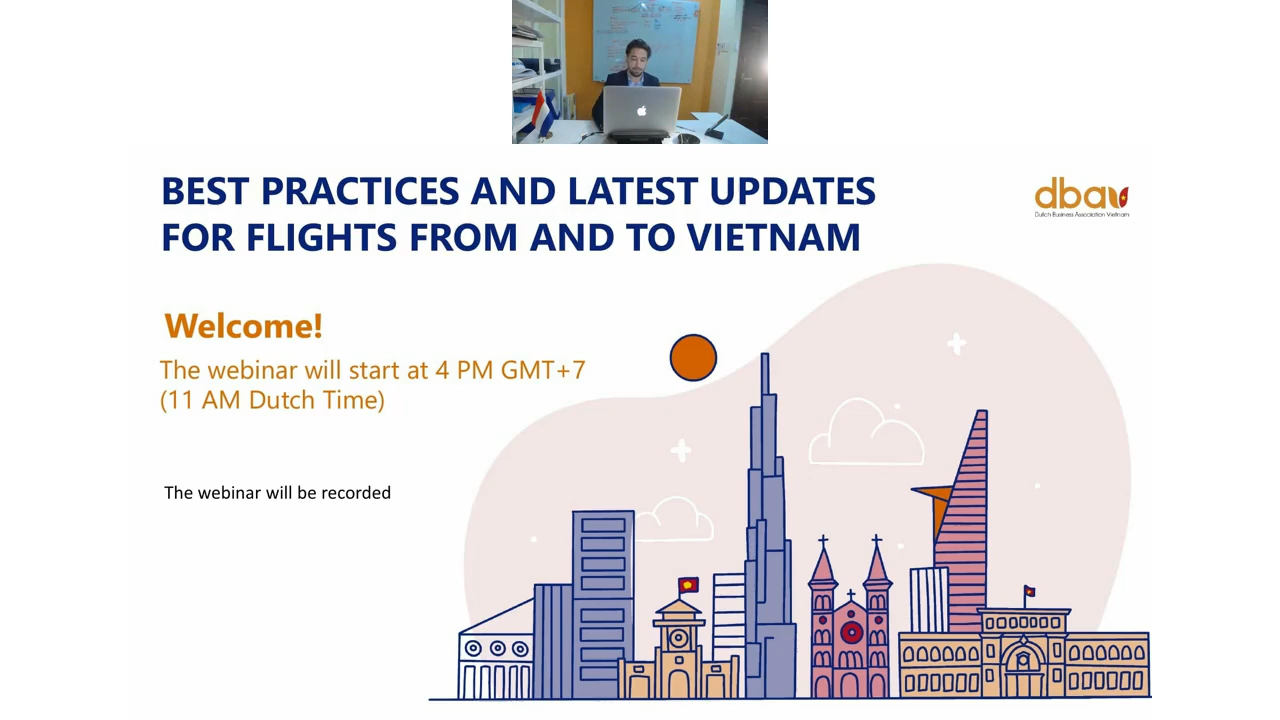 BEST PRACTICES AND LATEST UPDATES
FOR FLIGHTS FROM AND TO VIETNAM
dbav
Dutch Business Association Vietnam
Welcome!
The webinar will start at 4 PM GMT+7
(11 AM Dutch Time)
The webinar will be recorded